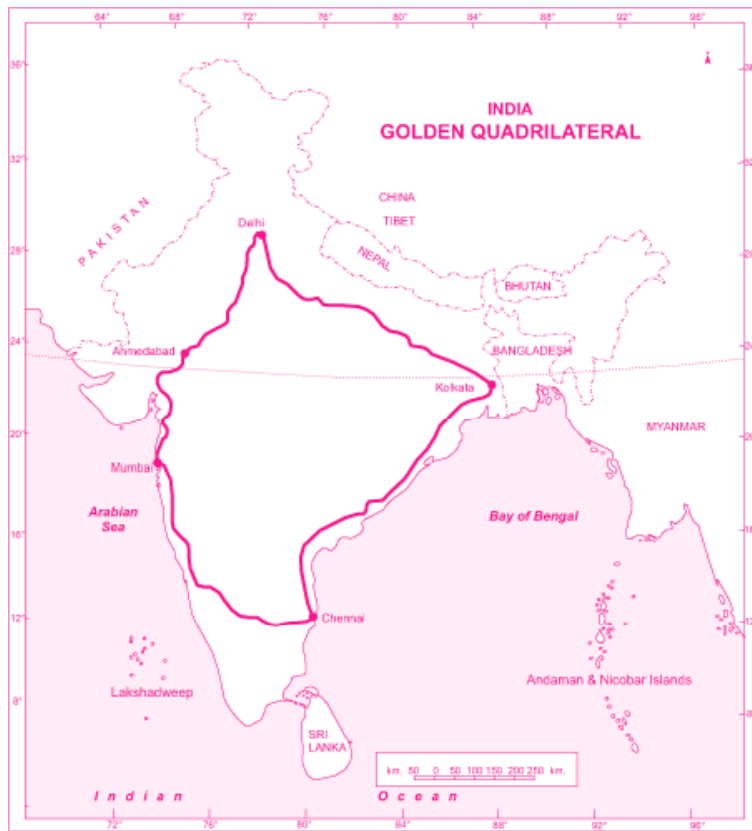 64° 68° 72° 76° 80° 84° 88° 92° 96°
36°
INDIA
GOLDEN QUADRILATERAL
32°
CHINA
TIBET
PAKISTAN
Delhi
NEPAL
28°
BHUTAN
Ahmedabad
24°
BANGLADESH
Kolkata
MYANMAR
20°
Mumbai
Arabian
Sea
Bay of Bengal
16°
12°
Chennai
Lakshadweep
Andaman & Nicobar Islands
8°
SRI
LANKA
km. 50 0 50 100 150 200 250 km.
Indian Ocean
72° 76° 80° 84° 88° 92° 96°